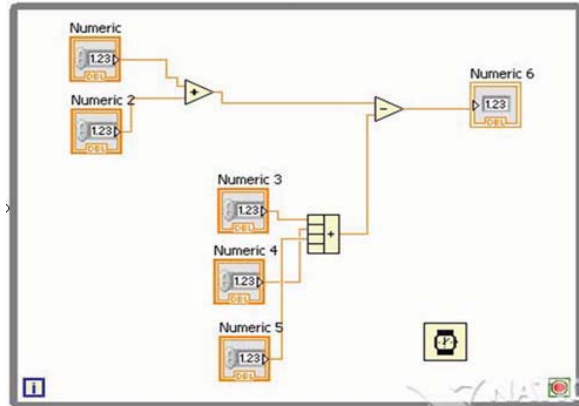 Numeric
1.23
DBL
Numeric 2
1.23
DBL
+
-
Numeric 6
1.23
DBL
Numeric 3
1.23
DBL
+
Numeric 4
1.23
DBL
Numeric 5
1.23
DBL
i